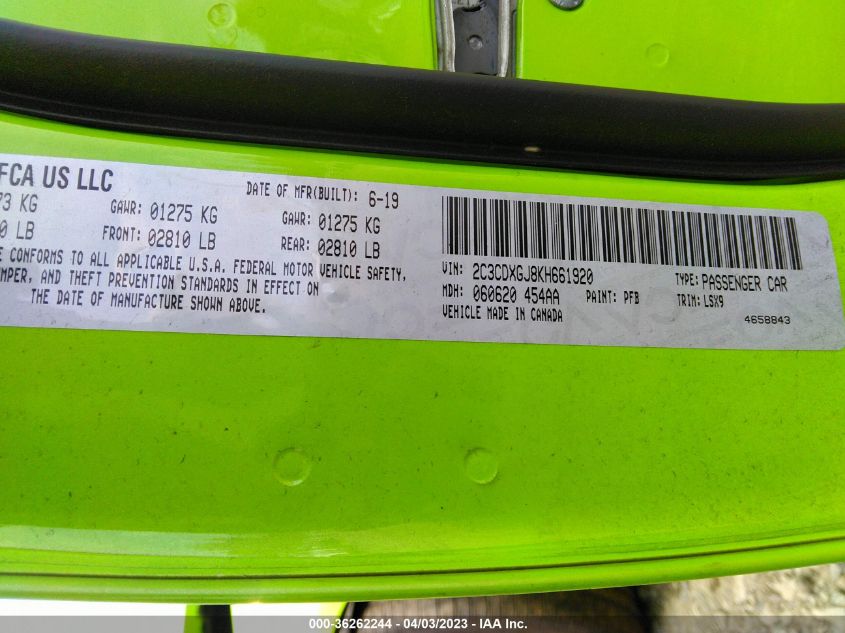 FCA US LLC
DATE OF MFR(BUILT): 6-19
KG GAWR: 01275 KG GAWR: 01275 KG
LB FRONT: 02810 LB REAR: 02810 LB
CONFORMS TO ALL APPLICABLE U.S.A. FEDERAL MOTOR VEHICLE SAFETY,
AND THEFT PREVENTION STANDARDS IN EFFECT ON
THE DATE OF MANUFACTURE SHOWN ABOVE.
VIN: 2C3CDXGJ8KH661920 TYPE: PASSENGER CAR
MDH: 060620 454AA PAINT: PFB TRIM: LSX9
VEHICLE MADE IN CANADA 4658843
000-36262244 - 04/03/2023 - IAA Inc.